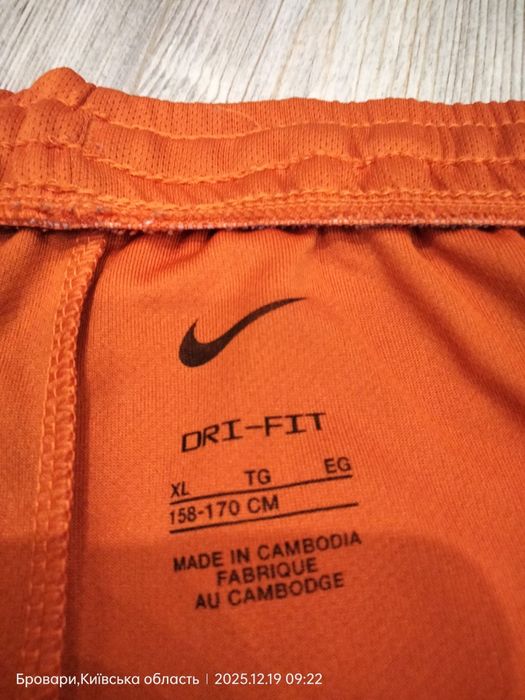 DRI-FIT
XL TG EG
158-170 CM
MADE IN CAMBODIA
FABRIQUE
AU CAMBODGE
Бровари,Київська область | 2025.12.19 09:22